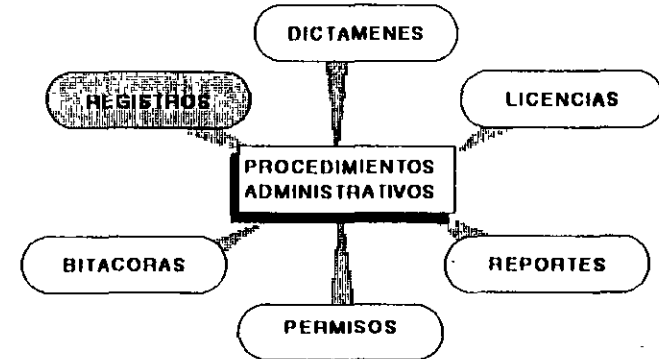 DICTAMENES
REGISTROS
LICENCIAS
PROCEDIMIENTOS
ADMINISTRATIVOS
BITACORAS
REPORTES
PERMISOS